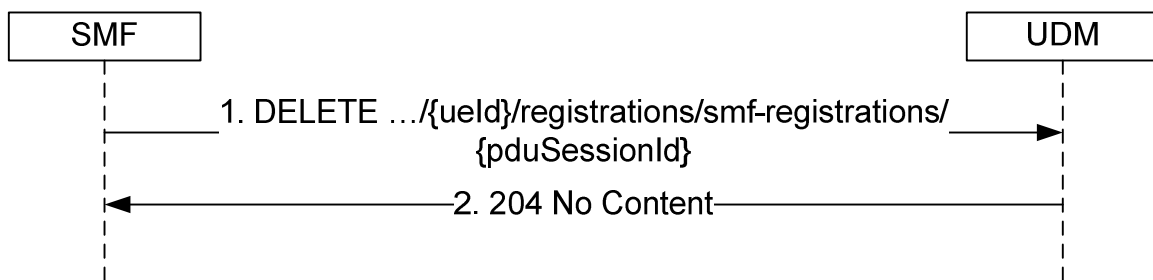 SMF
UDM
1. DELETE …/{ueId}/registrations/smf-registrations/
{pduSessionId}
2. 204 No Content